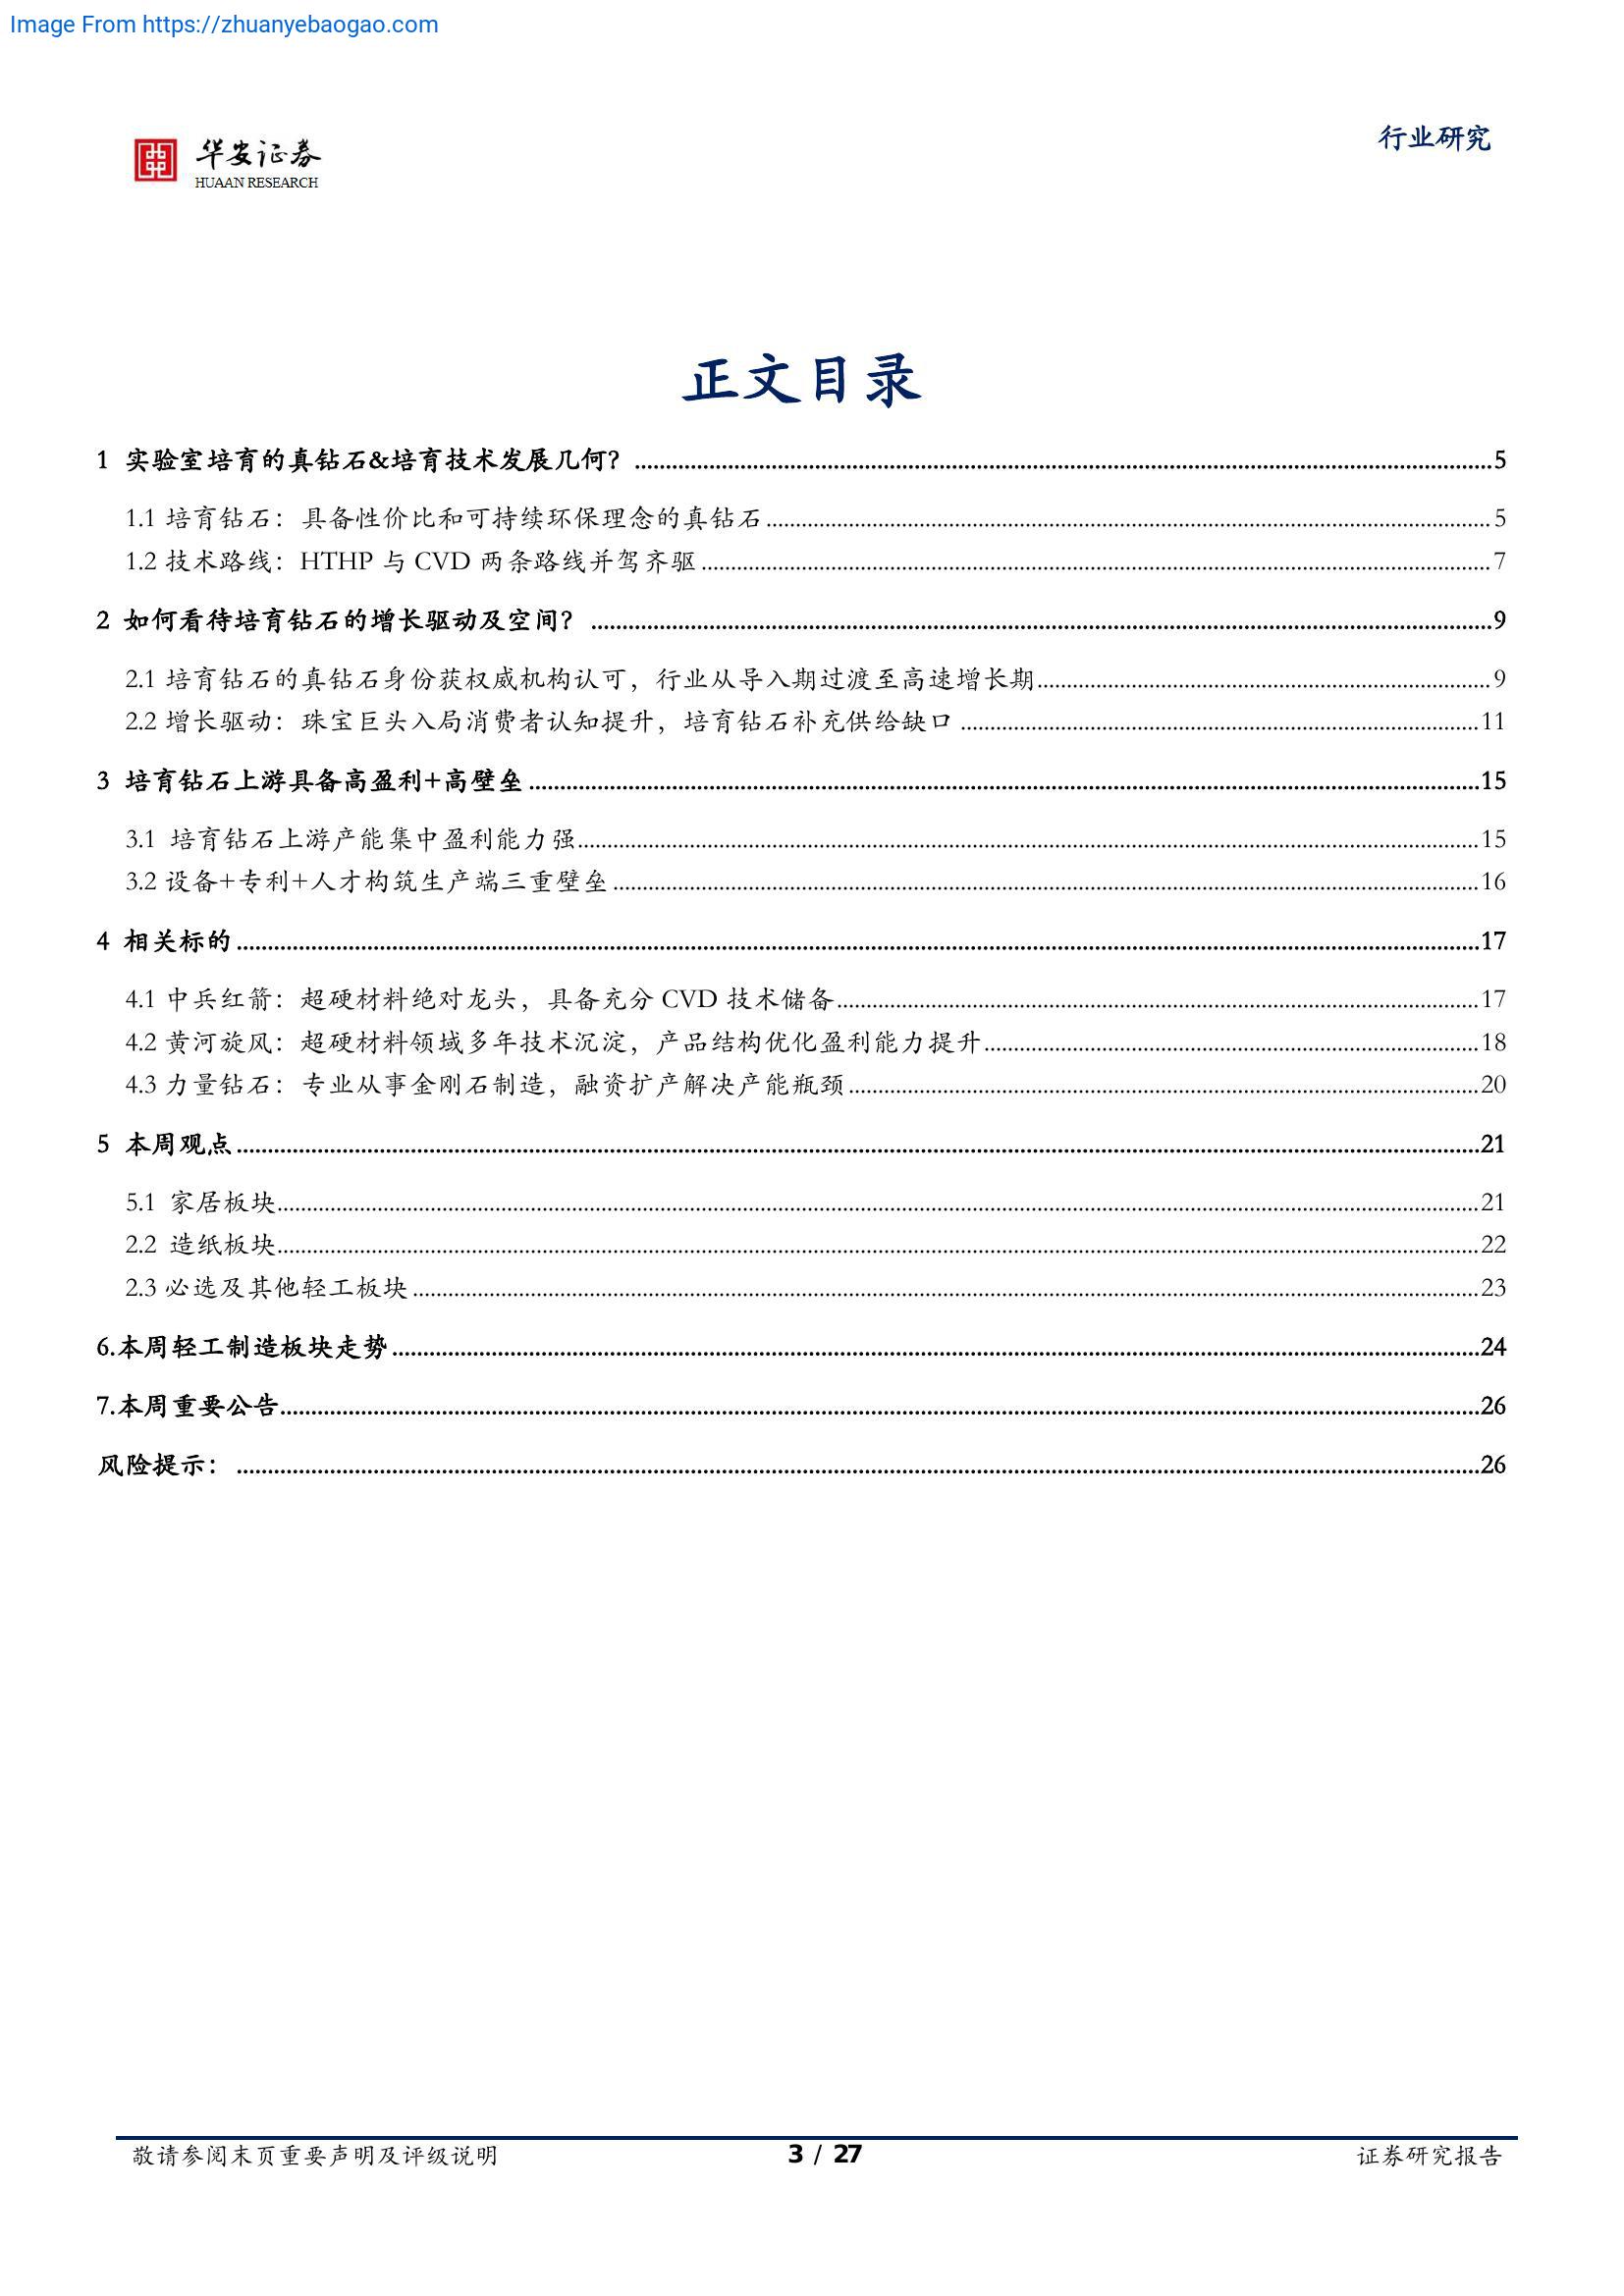 Image From https://zhuanyebaogao.com
华安证券
HUAAN RESEARCH
行业研究
正文目录
1 实验室培育的真钻石&培育技术发展几何？ 5
1.1 培育钻石：具备性价比和可持续环保理念的真钻石 5
1.2 技术路线：HTHP 与 CVD 两条路线并驾齐驱 7
2 如何看待培育钻石的增长驱动及空间？ 9
2.1 培育钻石的真钻石身份获权威机构认可，行业从导入期过渡至高速增长期 9
2.2 增长驱动：珠宝巨头入局消费者认知提升，培育钻石补充供给缺口 11
3 培育钻石上游具备高盈利+高壁垒 15
3.1 培育钻石上游产能集中盈利能力强 15
3.2 设备+专利+人才构筑生产端三重壁垒 16
4 相关标的 17
4.1 中兵红箭：超硬材料绝对龙头，具备充分 CVD 技术储备 17
4.2 黄河旋风：超硬材料领域多年技术沉淀，产品结构优化盈利能力提升 18
4.3 力量钻石：专业从事金刚石制造，融资扩产解决产能瓶颈 20
5 本周观点 21
5.1 家居板块 21
2.2 造纸板块 22
2.3 必选及其他轻工板块 23
6.本周轻工制造板块走势 24
7.本周重要公告 26
风险提示： 26
敬请参阅末页重要声明及评级说明
3 / 27
证券研究报告